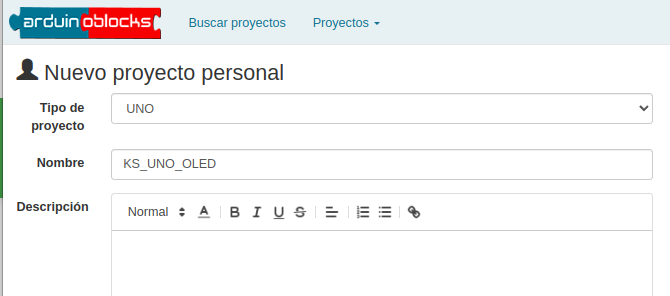 arduinoblocks Buscar proyectos Proyectos
Nuevo proyecto personal
Tipo de proyecto UNO
Nombre KS_UNO_OLED
Descripción
Normal A B I U S